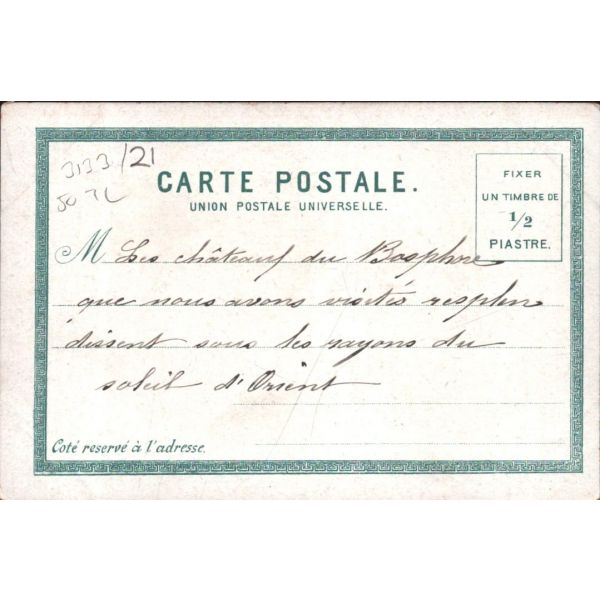 3133/21
50 TL
CARTE POSTALE.
UNION POSTALE UNIVERSELLE.
FIXER
UN TIMBRE DE
1/2
PIASTRE.
M Les châteaux du Bosphore
que nous avons visités resplen
dissent sous les rayons du
soleil d'Orient
Coté reservé à l'adresse.